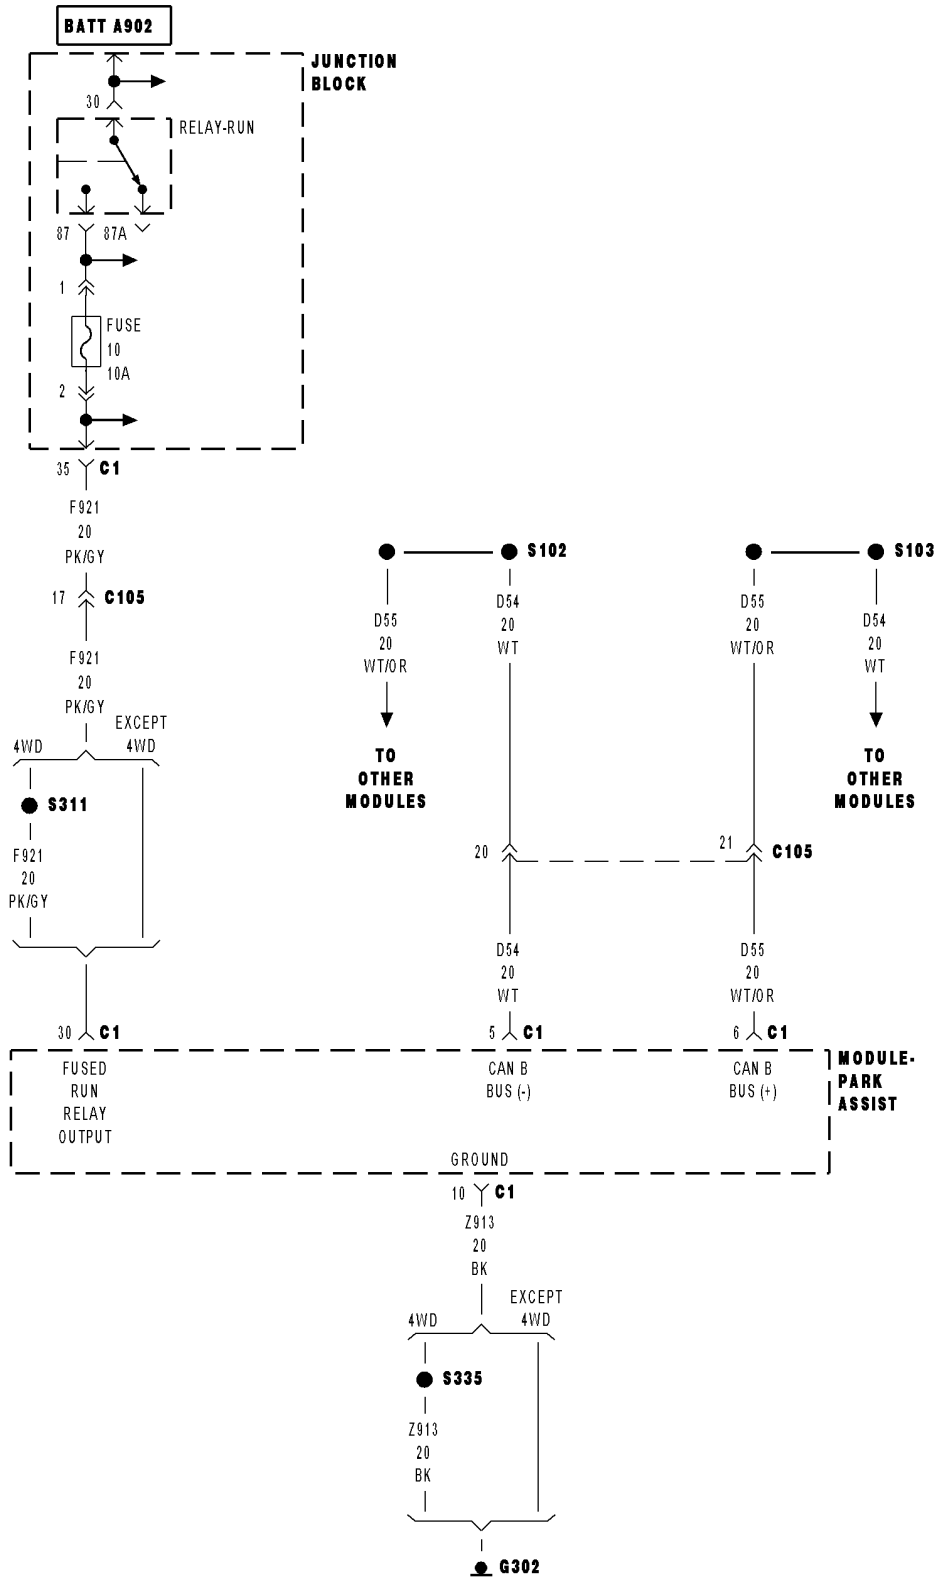 BATT A902
JUNCTION
BLOCK
30
RELAY-RUN
87
87A
1
FUSE
10
10A
2
35
C1
F921
20
PK/GY
17
C105
F921
20
PK/GY
4WD
EXCEPT
4WD
S311
F921
20
PK/GY
30
C1
S102
D55
20
WT/OR
TO
OTHER
MODULES
D54
20
WT
S103
D55
20
WT/OR
D54
20
WT
TO
OTHER
MODULES
20
21
C105
D54
20
WT
D55
20
WT/OR
5
C1
6
C1
MODULE-
PARK
ASSIST
FUSED
RUN
RELAY
OUTPUT
CAN B
BUS (-)
CAN B
BUS (+)
GROUND
10
C1
Z913
20
BK
4WD
EXCEPT
4WD
S335
Z913
20
BK
G302